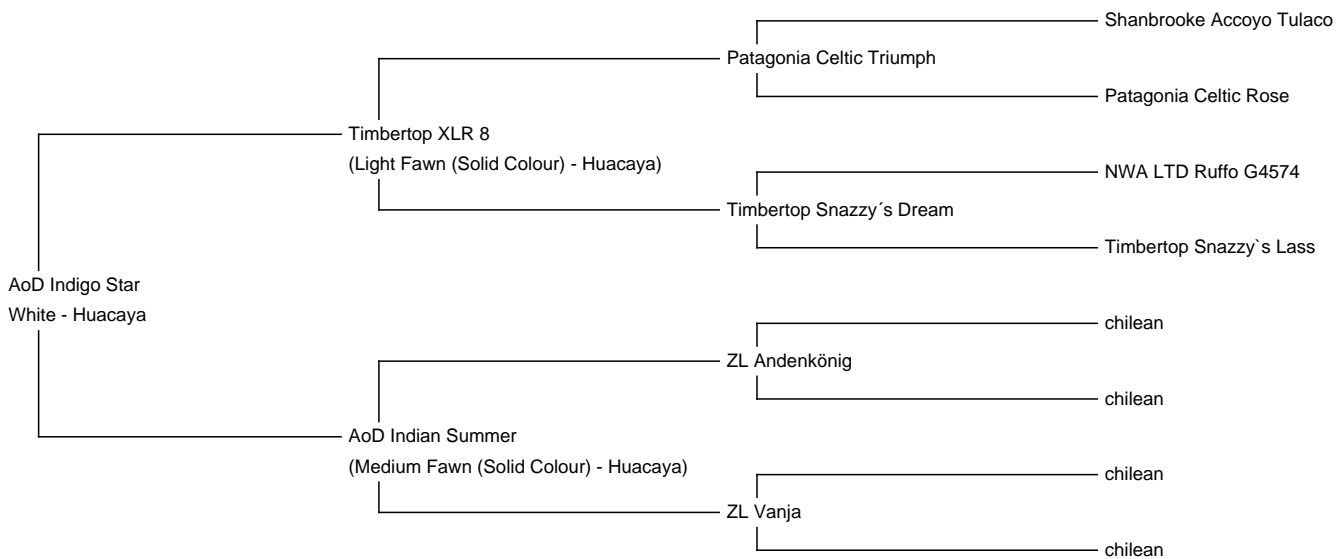 Shanbrooke Accoyo Tulaco
Patagonia Celtic Triumph
Patagonia Celtic Rose
Timbertop XLR 8
(Light Fawn (Solid Colour) - Huacaya)
NWA LTD Ruffo G4574
Timbertop Snazzy´s Dream
Timbertop Snazzy`s Lass
AoD Indigo Star
White - Huacaya
chilean
ZL Andenkönig
chilean
AoD Indian Summer
(Medium Fawn (Solid Colour) - Huacaya)
chilean
ZL Vanja
chilean